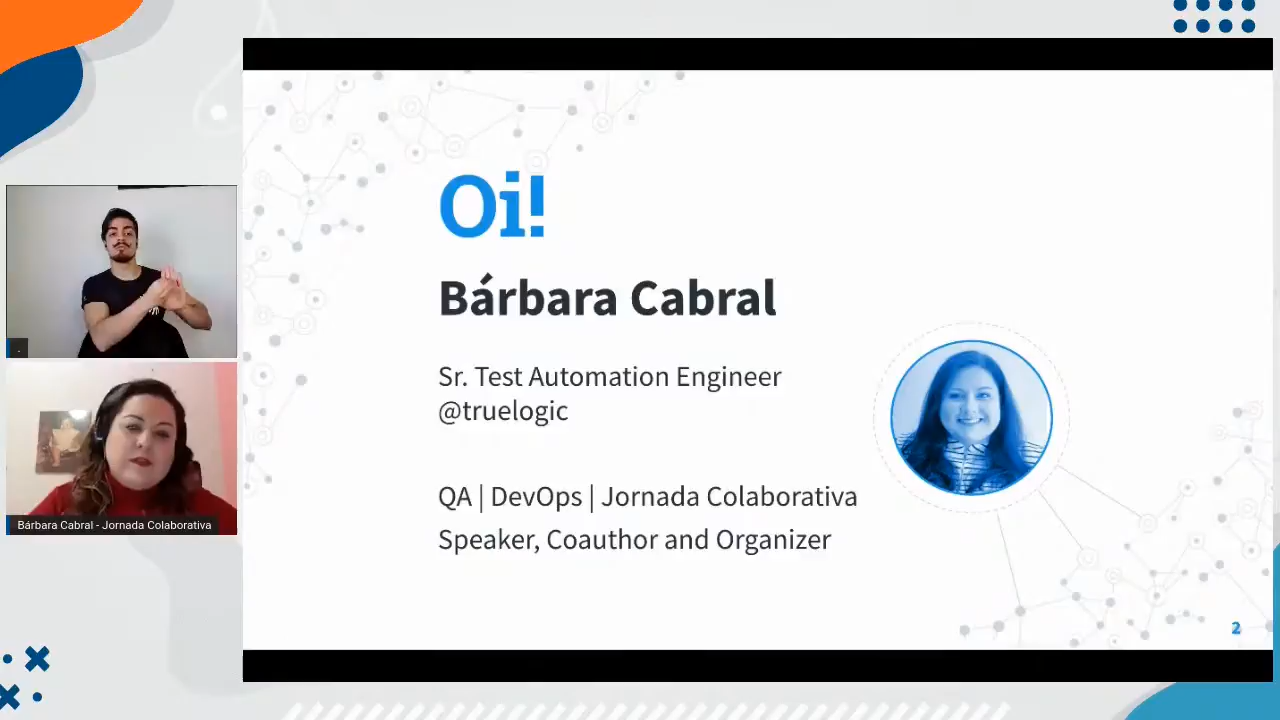 Oi!
Bárbara Cabral
Sr. Test Automation Engineer
@truelogic
QA | DevOps | Jornada Colaborativa
Speaker, Coauthor and Organizer
2
Bárbara Cabral - Jornada Colaborativa